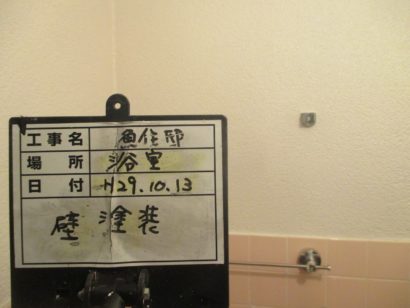 工事名 魚住邸
場所 浴室
日付 H29.10.13
壁塗装